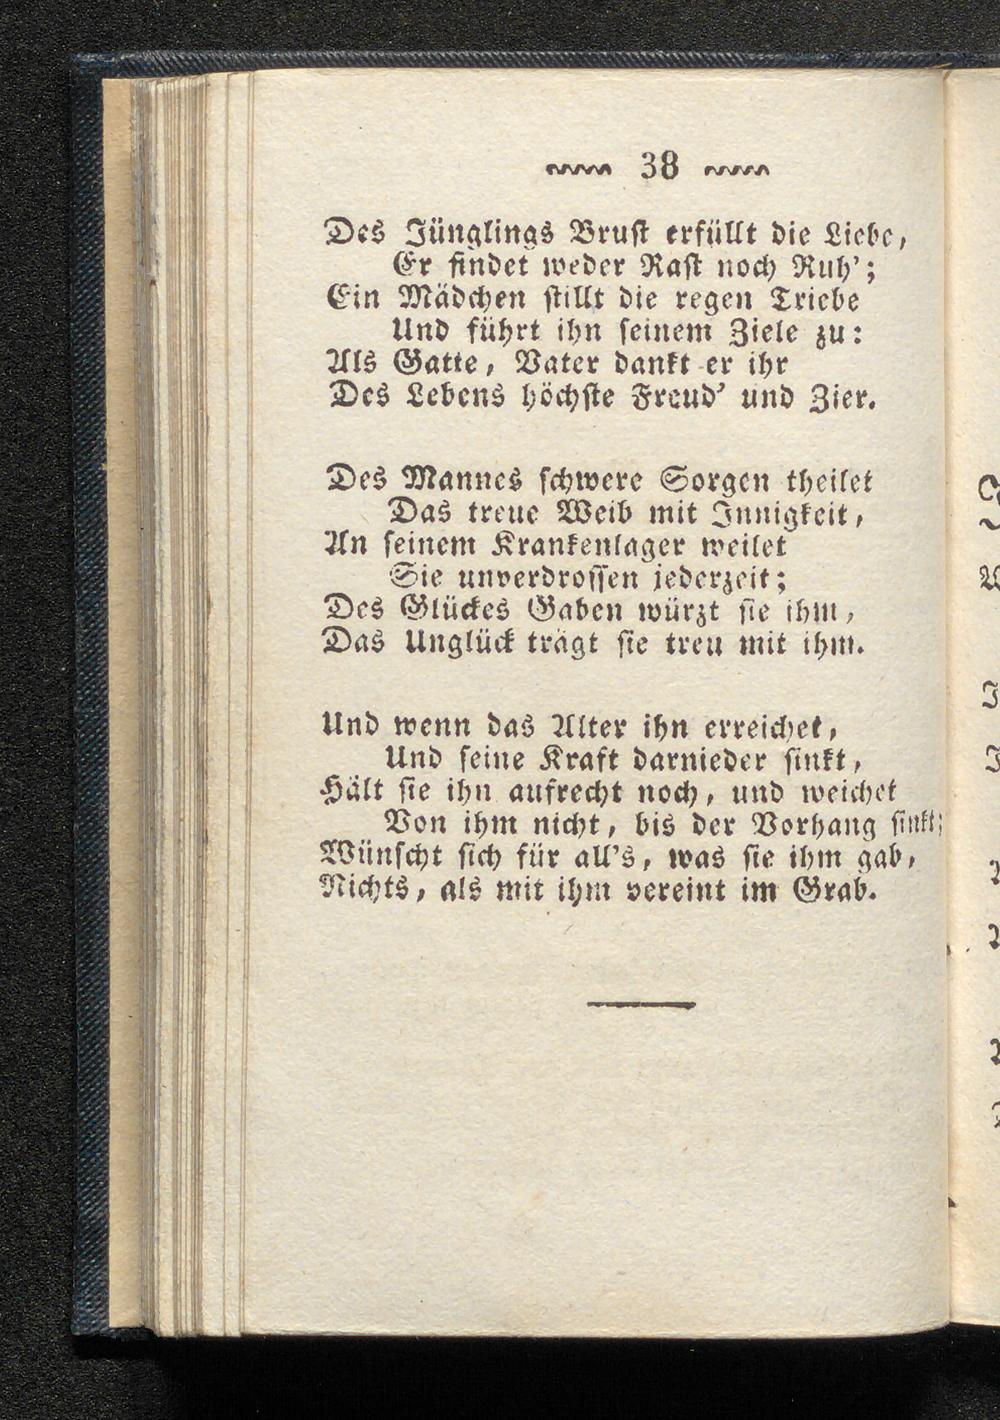 38
Des Jünglings Brust erfüllt die Liebe,
Er findet weder Rast noch Ruh';
Ein Mädchen stillt die regen Triebe
Und führt ihn seinem Ziele zu:
Als Gatte, Vater dankt er ihr
Des Lebens höchste Freud' und Zier.
Des Mannes schwere Sorgen theilet
Das treue Weib mit Innigkeit,
An seinem Krankenlager weilet
Sie unverdrossen jederzeit;
Des Glückes Gaben würzt sie ihm,
Das Unglück trägt sie treu mit ihm.
Und wenn das Alter ihn erreichet,
Und seine Kraft darnieder sinkt,
Hält sie ihn aufrecht noch, und weichet
Von ihm nicht, bis der Vorhang sinkt;
Wünscht sich für all's, was sie ihm gab,
Nichts, als mit ihm vereint im Grab.